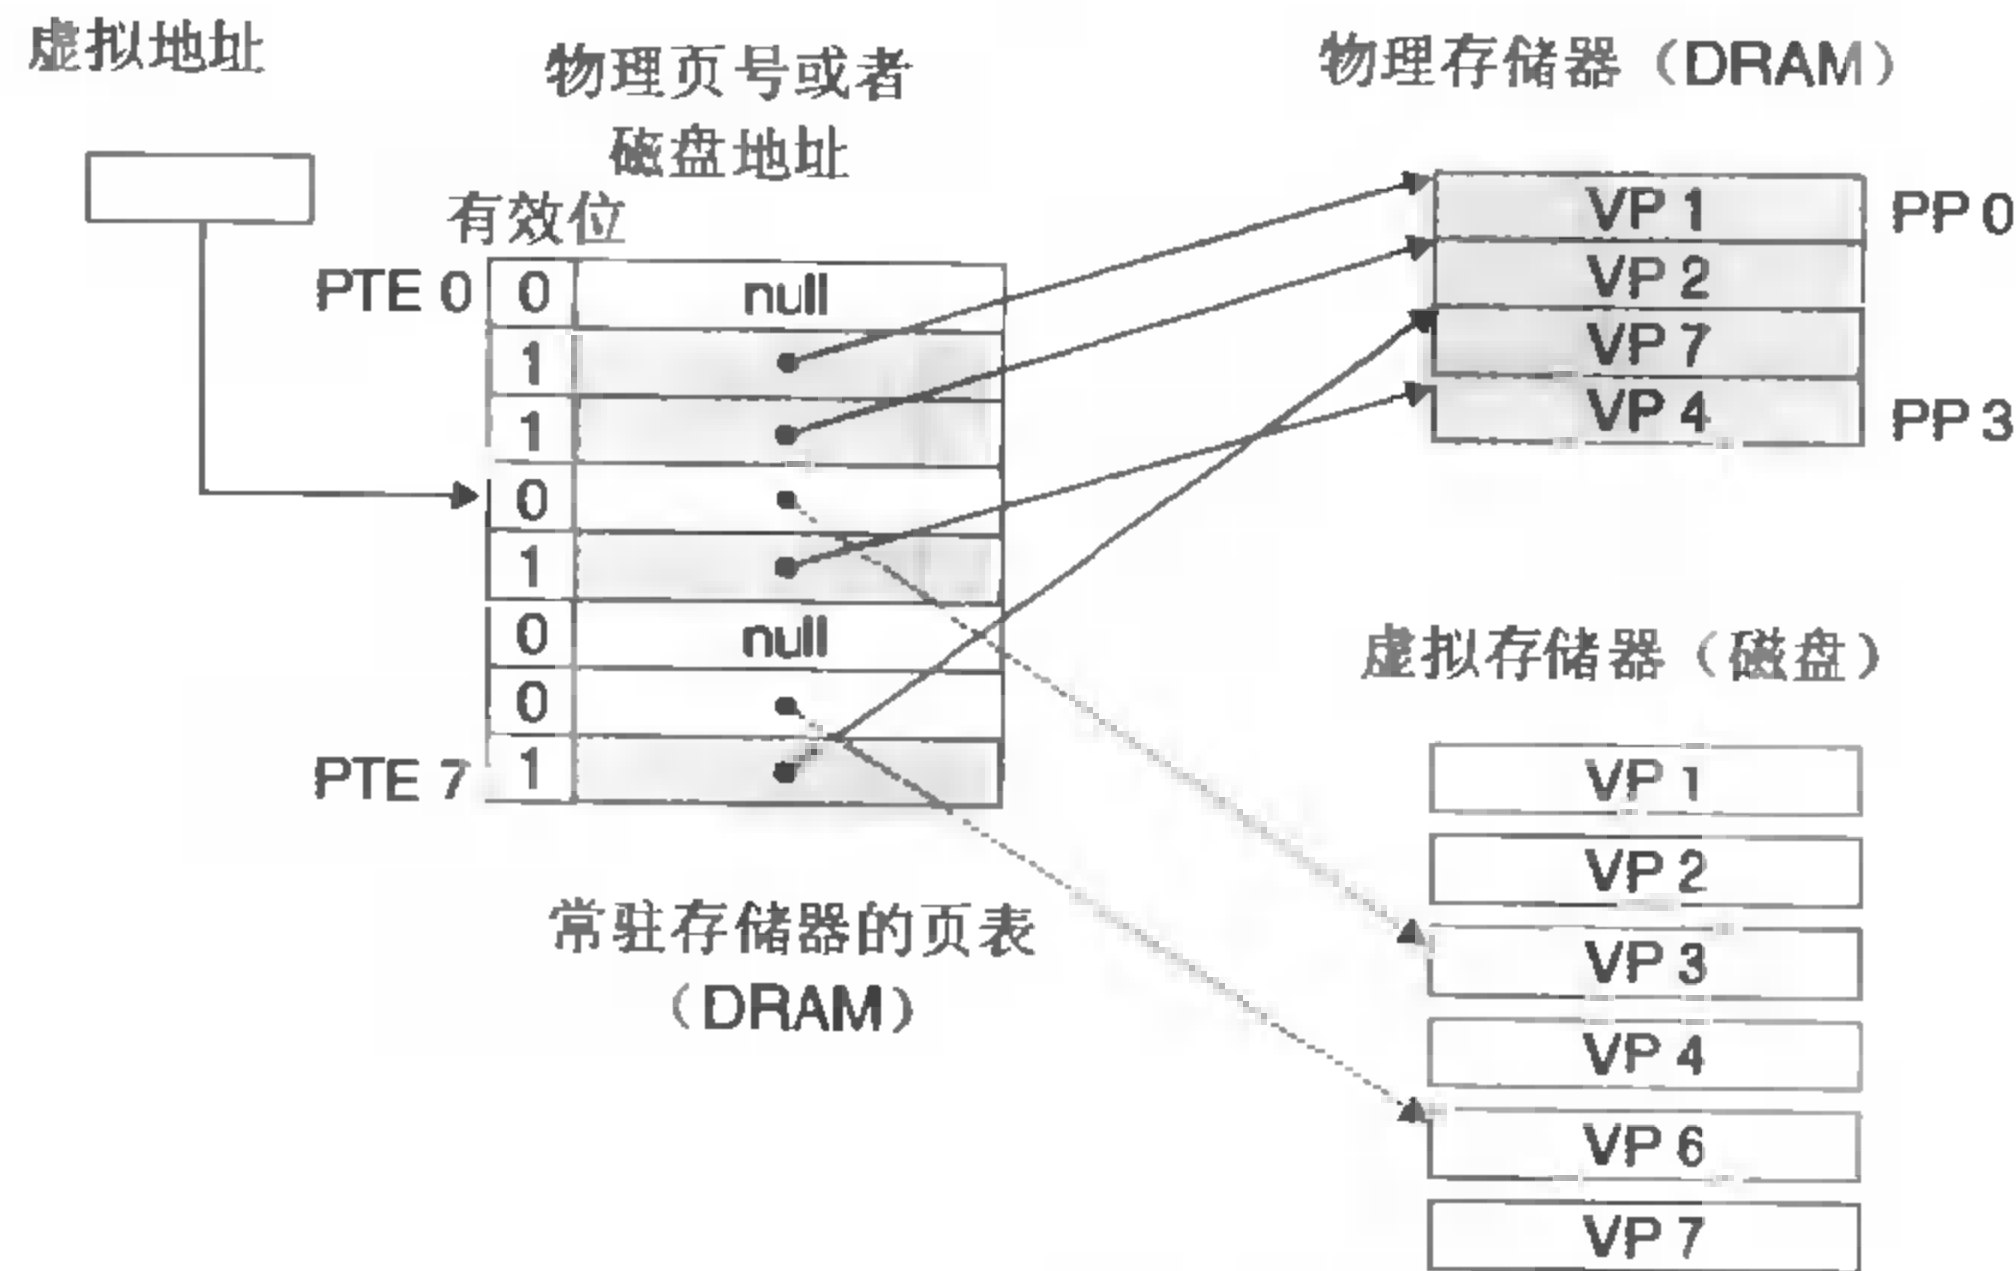 虚拟地址
物理页号或者
磁盘地址
有效位
PTE 0
0
null
1
1
0
1
0
null
0
PTE 7
1
常驻存储器的页表
（DRAM）
物理存储器（DRAM）
VP 1
PP 0
VP 2
VP 7
VP 4
PP 3
虚拟存储器（磁盘）
VP 1
VP 2
VP 3
VP 4
VP 6
VP 7